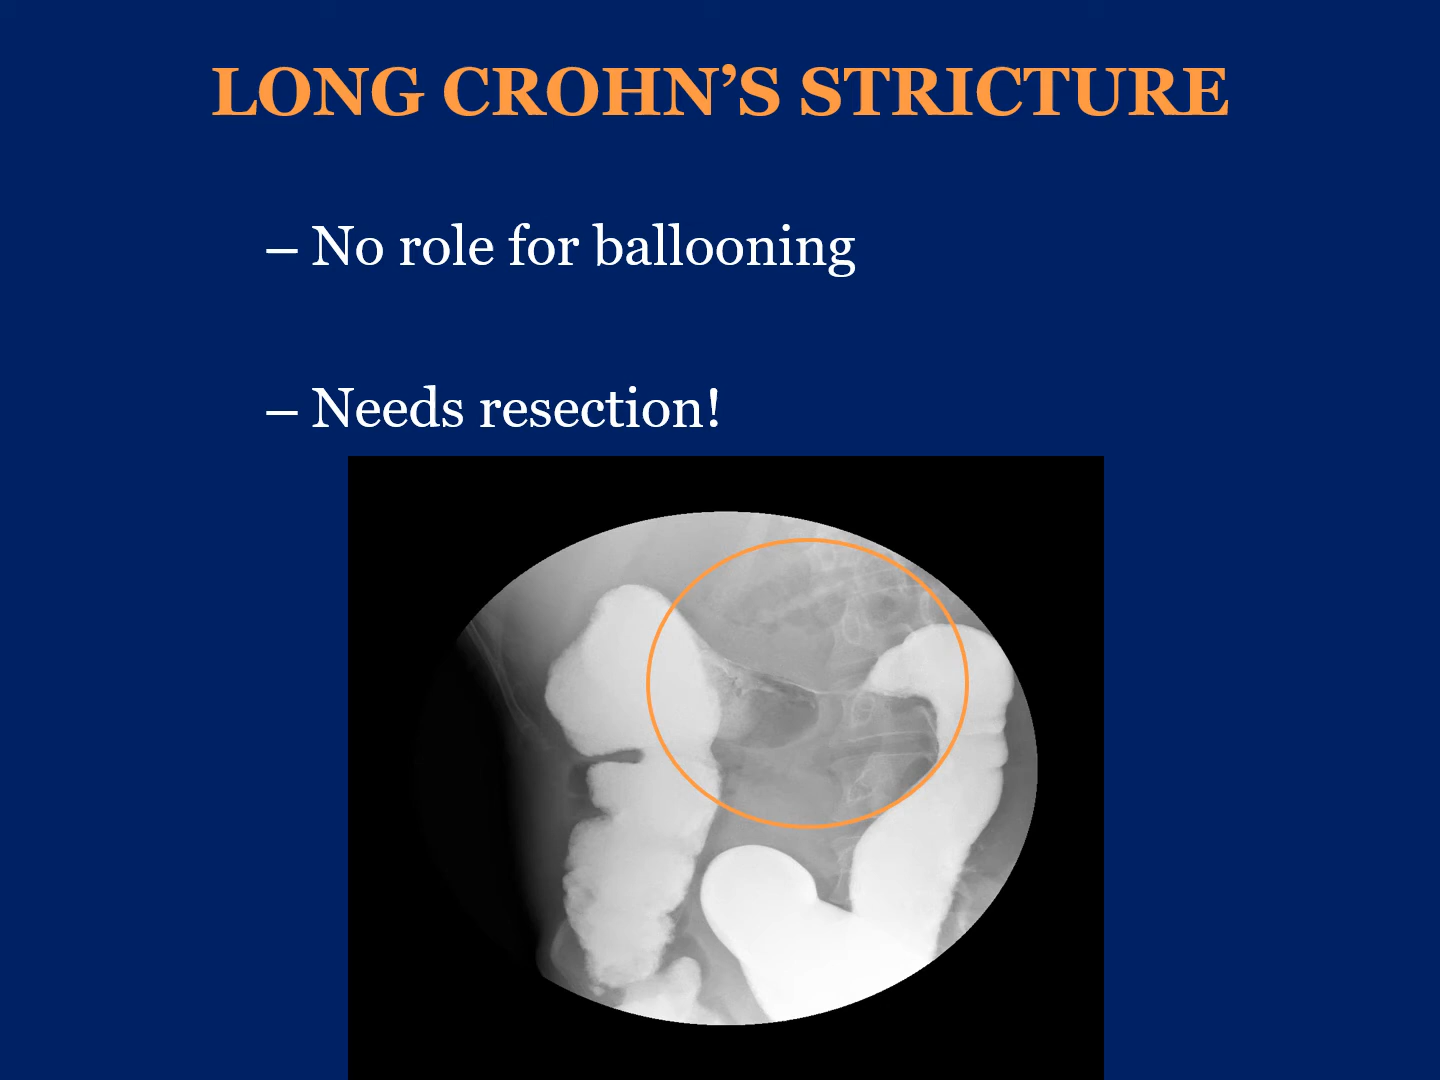 LONG CROHN’S STRICTURE
– No role for ballooning
– Needs resection!